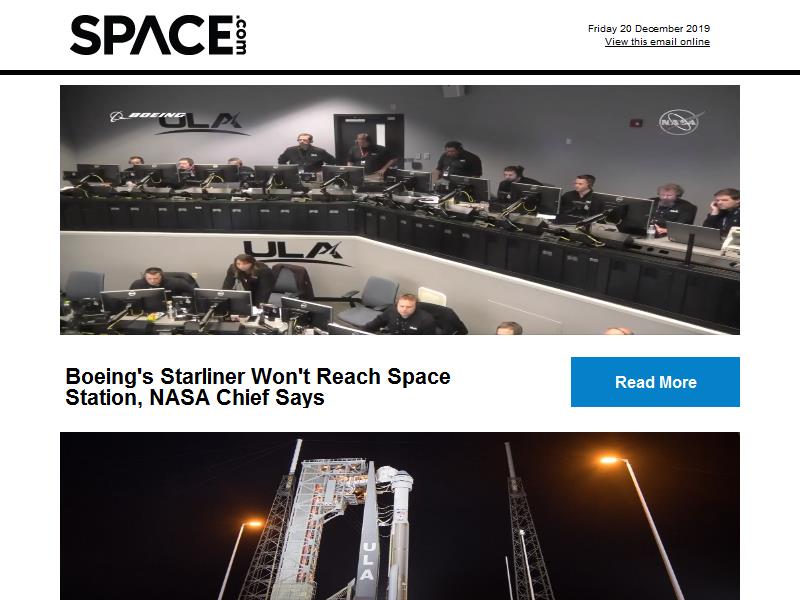 SPACE.com
Friday 20 December 2019
View this email online
BOEING
ULA
NASA
ULA
Boeing's Starliner Won't Reach Space
Station, NASA Chief Says
Read More
ULA